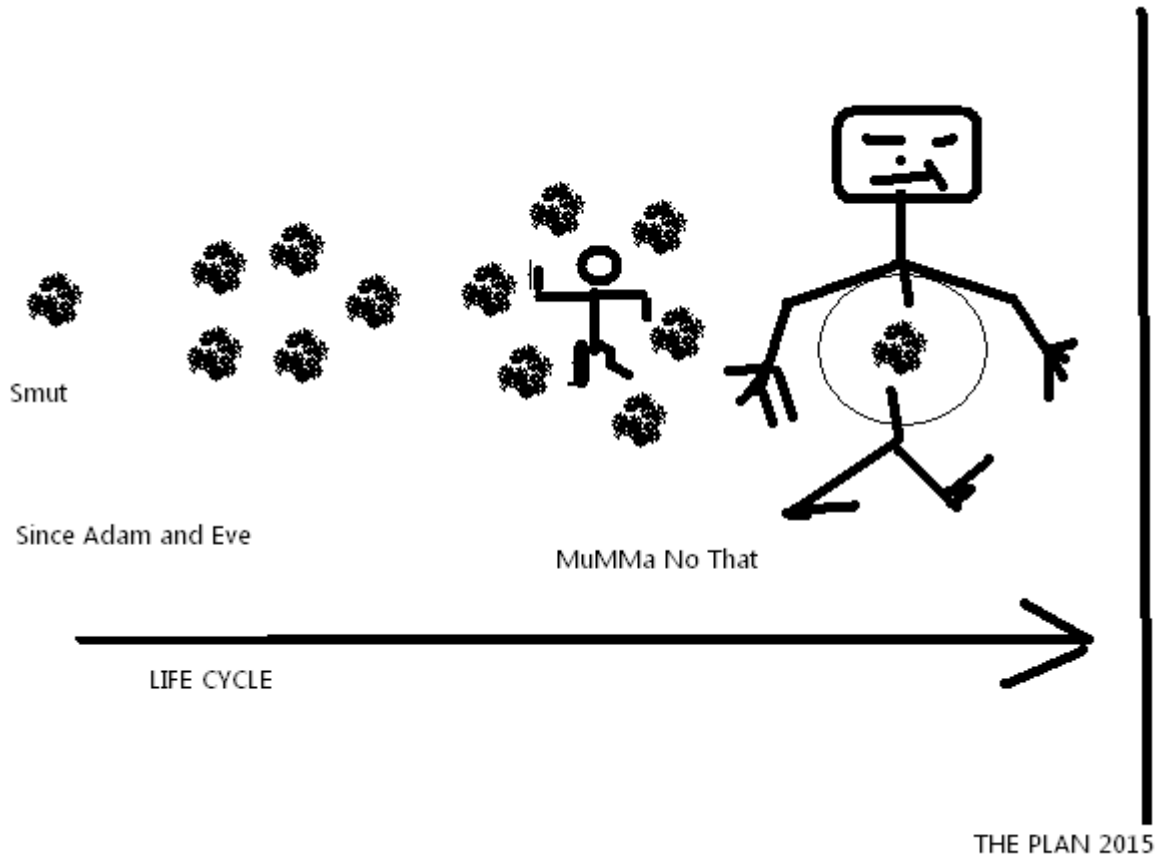 Smut
Since Adam and Eve
MuMMa No That
LIFE CYCLE
THE PLAN 2015